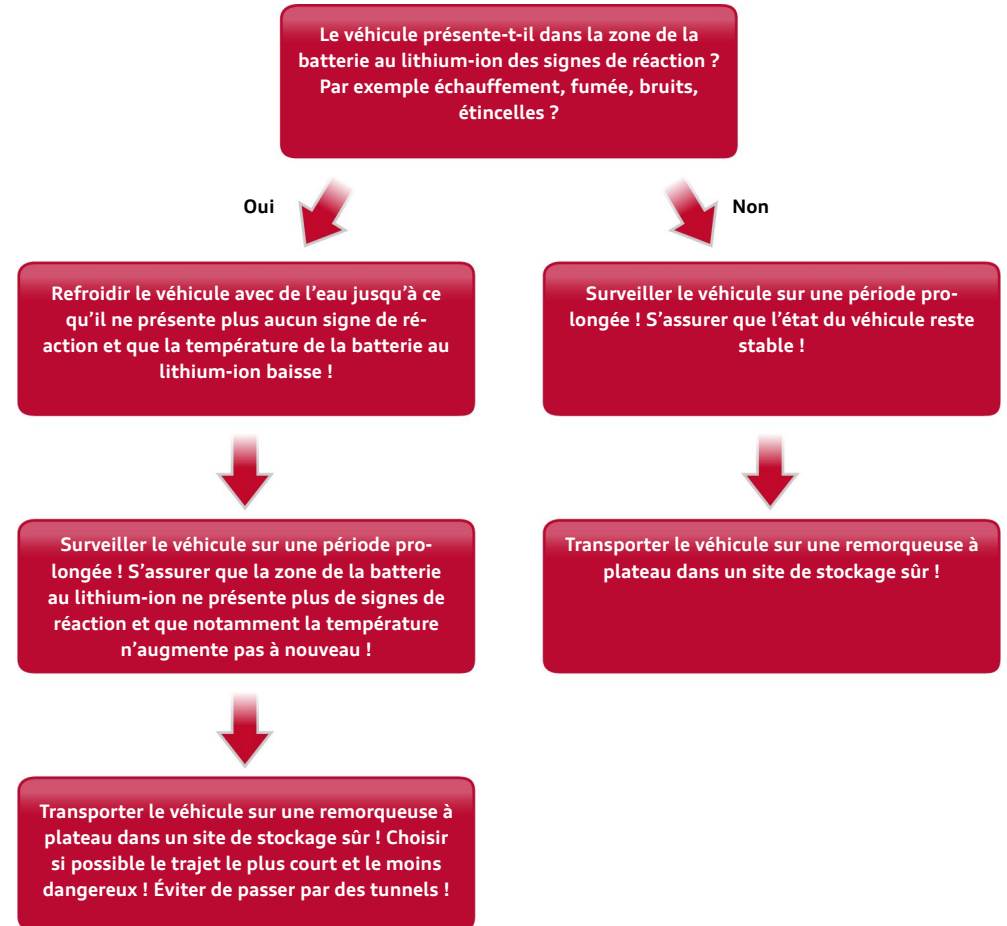 Le véhicule présente-t-il dans la zone de la
batterie au lithium-ion des signes de réaction ?
Par exemple échauffement, fumée, bruits,
étincelles ?
Oui
Non
Refroidir le véhicule avec de l’eau jusqu’à ce
qu’il ne présente plus aucun signe de ré-
action et que la température de la batterie au
lithium-ion baisse !
Surveiller le véhicule sur une période pro-
longée ! S’assurer que l’état du véhicule reste
stable !
Surveiller le véhicule sur une période pro-
longée ! S’assurer que la zone de la batterie
au lithium-ion ne présente plus de signes de
réaction et que notamment la température
n’augmente pas à nouveau !
Transporter le véhicule sur une remorqueuse à
plateau dans un site de stockage sûr !
Transporter le véhicule sur une remorqueuse à
plateau dans un site de stockage sûr ! Choisir
si possible le trajet le plus court et le moins
dangereux ! Éviter de passer par des tunnels !